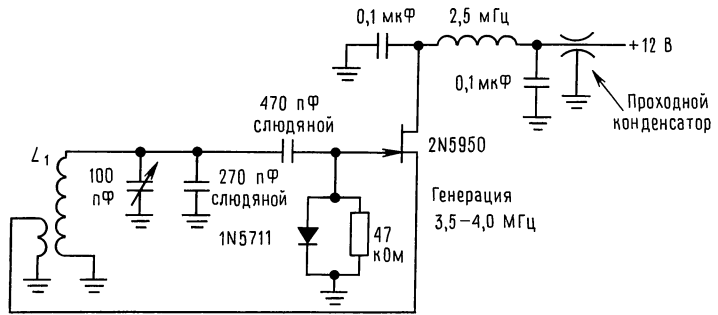 0,1 мкФ
2,5 мГц
+12 В
0,1 мкФ
Проходной
конденсатор
470 пФ
слюдяной
2N5950
L1
100
пФ
270 пФ
слюдяной
Генерация
3,5–4,0 МГц
1N5711
47
кОм